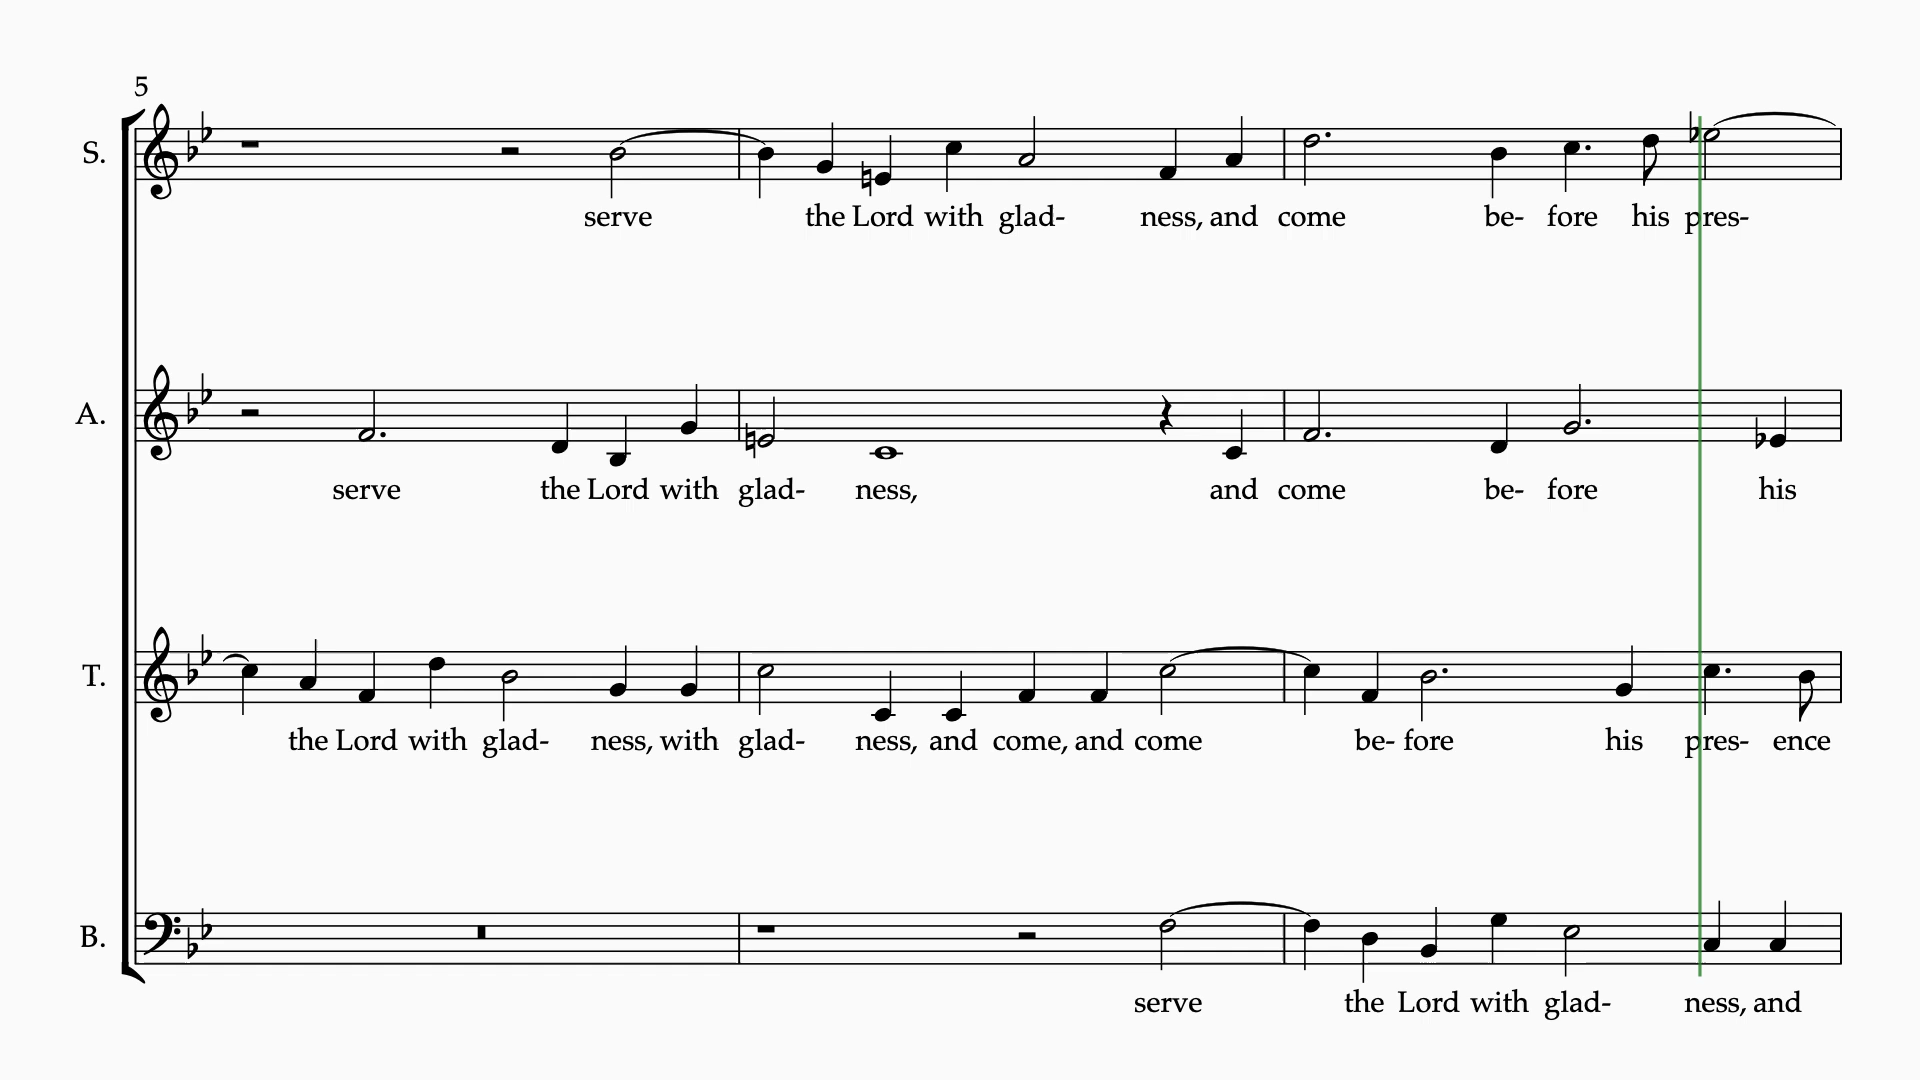 5
S.
serve the Lord with glad- ness, and come be- fore his pres-
A.
serve the Lord with glad- ness, and come be- fore his
T.
the Lord with glad- ness, with glad- ness, and come, and come be- fore his pres- ence
B.
serve the Lord with glad- ness, and